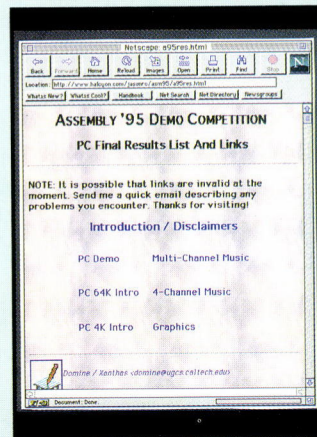 Netscape: a95res.html
Back Forward Home Reload Images Open Print Find Stop N
Location: http://www.halcyon.com/jasonro/asm95/a95res.html
What's New? What's Cool? Handbook Net Search Net Directory Newsgroups
ASSEMBLY '95 DEMO COMPETITION
PC Final Results List And Links
NOTE: It is possible that links are invalid at the
moment. Send me a quick email describing any
problems you encounter. Thanks for visiting!
Introduction / Disclaimers
PC Demo Multi-Channel Music
PC 64K Intro 4-Channel Music
PC 4K Intro Graphics
Domine / Xanthas <domine@ugcs.caltech.edu>
Document: Done.